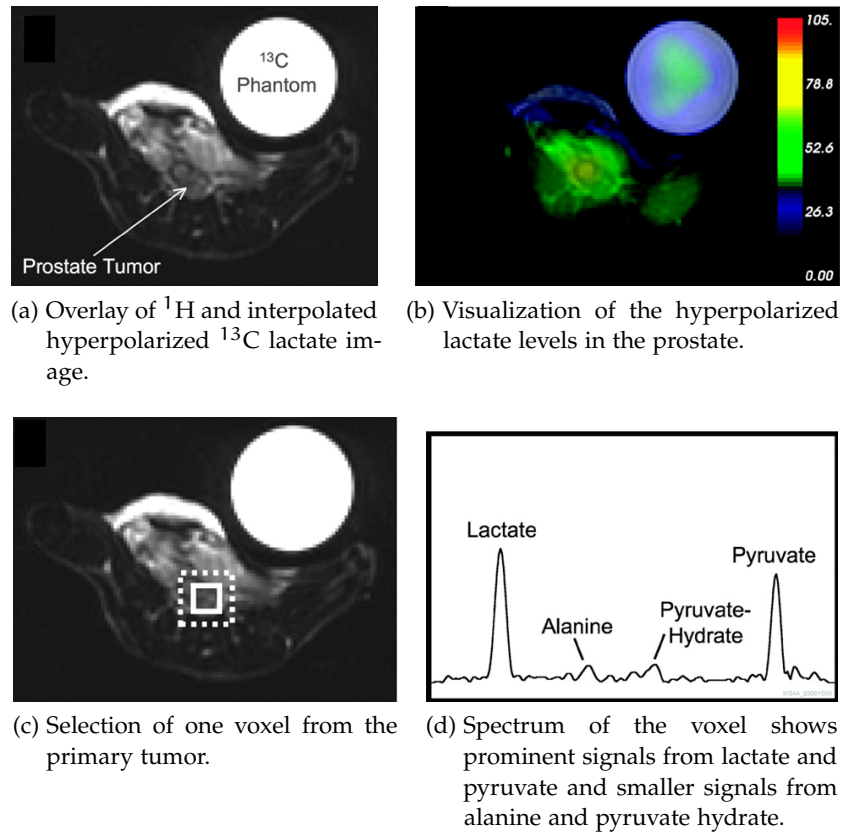 13C
Phantom
Prostate Tumor
105.
78.8
52.6
26.3
0.00
(a) Overlay of 1H and interpolated
hyperpolarized 13C lactate im-
age.
(b) Visualization of the hyperpolarized
lactate levels in the prostate.
Lactate
Alanine
Pyruvate-
Hydrate
Pyruvate
(c) Selection of one voxel from the
primary tumor.
(d) Spectrum of the voxel shows
prominent signals from lactate and
pyruvate and smaller signals from
alanine and pyruvate hydrate.